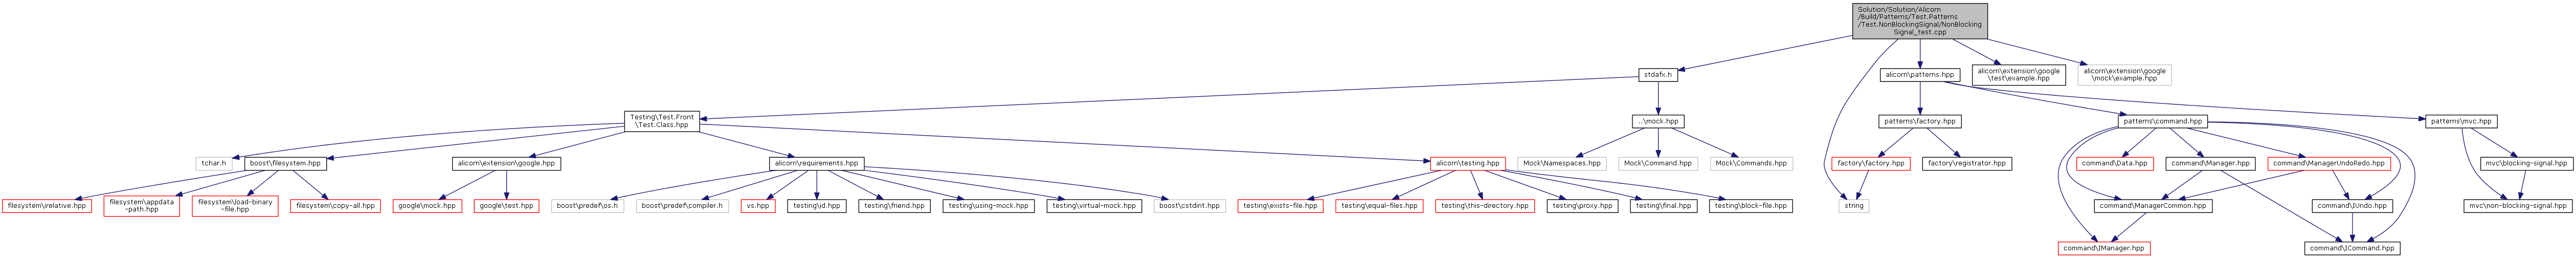 Solution/Solution/Alicorn
/Build/Patterns/Test.Patterns
/Test.NonBlockingSignal/NonBlocking
Signal_test.cpp
stdafx.h
alicorn\patterns.hpp
alicorn\extension\google
\test\example.hpp
alicorn\extension\google
\mock\example.hpp
Testing\Test.Front
\Test.Class.hpp
..\mock.hpp
patterns\factory.hpp
patterns\command.hpp
patterns\mvc.hpp
tchar.h
boost\filesystem.hpp
alicorn\extension\google.hpp
alicorn\requirements.hpp
alicorn\testing.hpp
Mock\Namespaces.hpp
Mock\Command.hpp
Mock\Commands.hpp
factory\factory.hpp
factory\registrator.hpp
command\Data.hpp
command\Manager.hpp
command\ManagerUndoRedo.hpp
mvc\blocking-signal.hpp
filesystem\relative.hpp
filesystem\appdata
-path.hpp
filesystem\load-binary
-file.hpp
filesystem\copy-all.hpp
google\mock.hpp
google\test.hpp
boost\predef\os.h
boost\predef\compiler.h
vs.hpp
testing\id.hpp
testing\friend.hpp
testing\using-mock.hpp
testing\virtual-mock.hpp
boost\cstdint.hpp
testing\exists-file.hpp
testing\equal-files.hpp
testing\this-directory.hpp
testing\proxy.hpp
testing\final.hpp
testing\block-file.hpp
string
command\ManagerCommon.hpp
command\IUndo.hpp
mvc\non-blocking-signal.hpp
command\IManager.hpp
command\ICommand.hpp